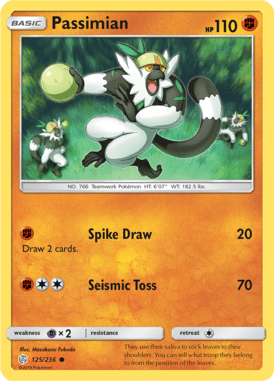 BASIC Passimian HP110
NO. 766 Teamwork Pokémon HT: 6'07" WT: 182.5 lbs.
Spike Draw 20
Draw 2 cards.
Seismic Toss 70
weakness ×2 resistance retreat
Illus. Masakazu Fukuda
125/236
©2019 Pokémon
They use their saliva to stick leaves to their
shoulders. You can tell what troop they belong
to from the position of the leaves.